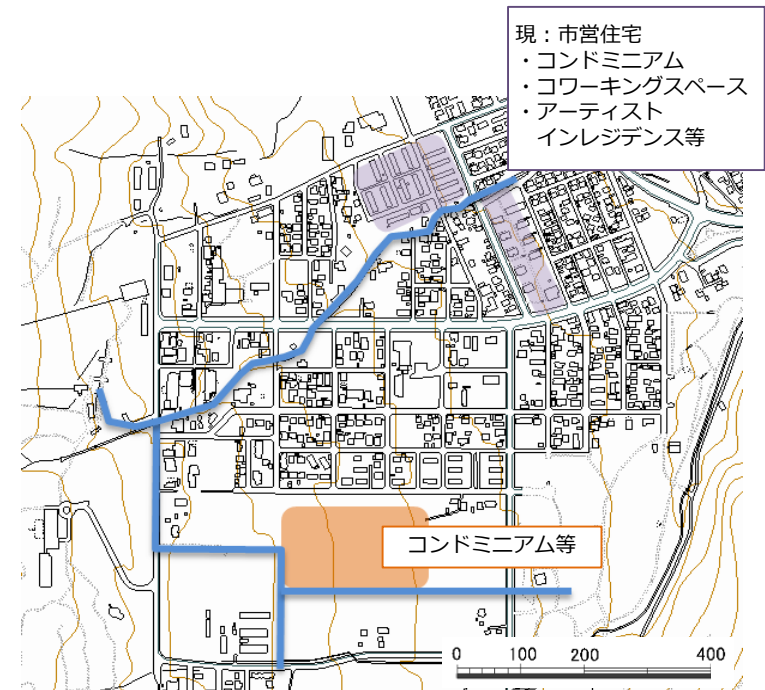 現：市営住宅
・コンドミニアム
・コワーキングスペース
・アーティスト
インレジデンス等
コンドミニアム等
0 100 200 400